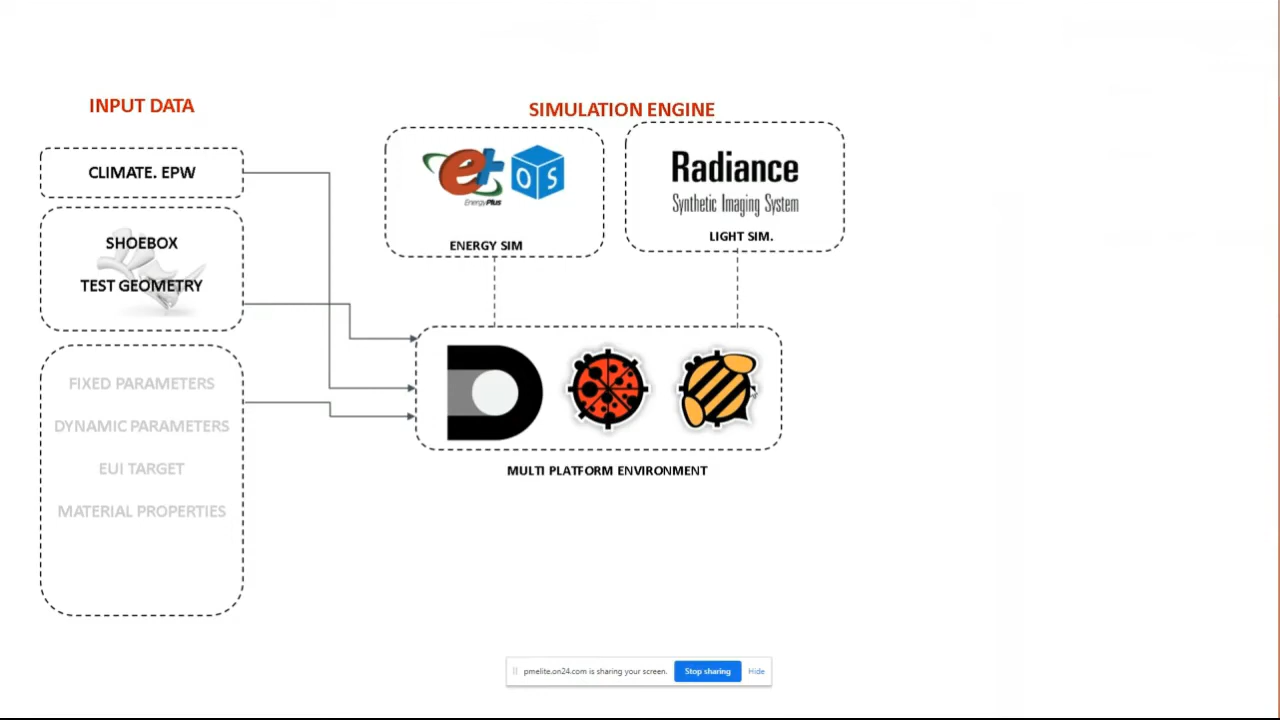 INPUT DATA
CLIMATE. EPW
SHOEBOX
TEST GEOMETRY
FIXED PARAMETERS
DYNAMIC PARAMETERS
EUI TARGET
MATERIAL PROPERTIES
SIMULATION ENGINE
et
EnergyPlus
OS
ENERGY SIM
Radiance
Synthetic Imaging System
LIGHT SIM.
MULTI PLATFORM ENVIRONMENT
pmelite.on24.com is sharing your screen. Stop sharing Hide